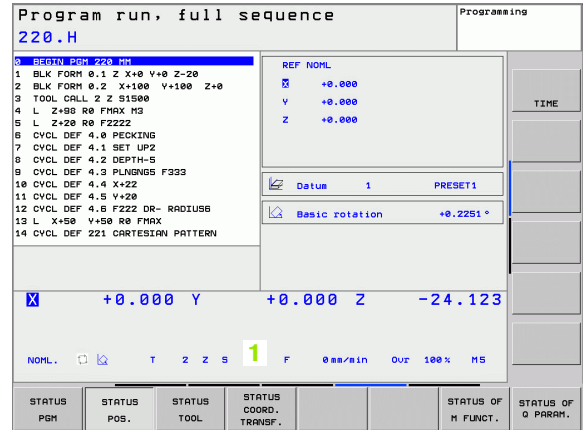 Program run, full sequence
Programming
220.H
0 BEGIN PGM 220 MM
1 BLK FORM 0.1 Z X+0 Y+0 Z-20
2 BLK FORM 0.2 X+100 Y+100 Z+0
3 TOOL CALL 2 Z S1500
4 L Z+98 R0 FMAX M3
5 L Z+20 R0 F2222
6 CYCL DEF 4.0 PECKING
7 CYCL DEF 4.1 SET UP2
8 CYCL DEF 4.2 DEPTH-5
9 CYCL DEF 4.3 PLNGNG5 F333
10 CYCL DEF 4.4 X+22
11 CYCL DEF 4.5 Y+20
12 CYCL DEF 4.6 F222 DR- RADIUS6
13 L X+50 Y+50 R0 FMAX
14 CYCL DEF 221 CARTESIAN PATTERN
REF NOML
X +0.000
Y +0.000
Z +0.000
Datum 1 PRESET1
Basic rotation +0.2251 °
TIME
X +0.000 Y +0.000 Z -24.123
NOML. T 2 Z S 1 F 0mm/min Ovr 100% M5
STATUS PGM
STATUS POS.
STATUS TOOL
STATUS COORD. TRANSF.
STATUS OF M FUNCT.
STATUS OF Q PARAM.